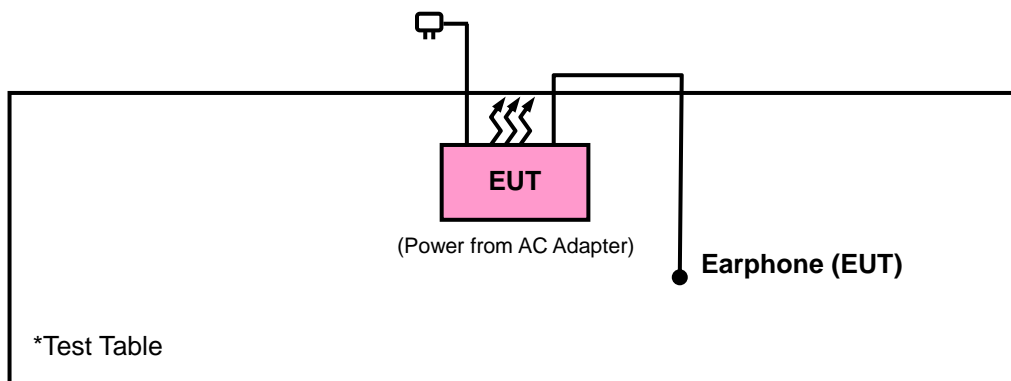 EUT
(Power from AC Adapter)
Earphone (EUT)
*Test Table